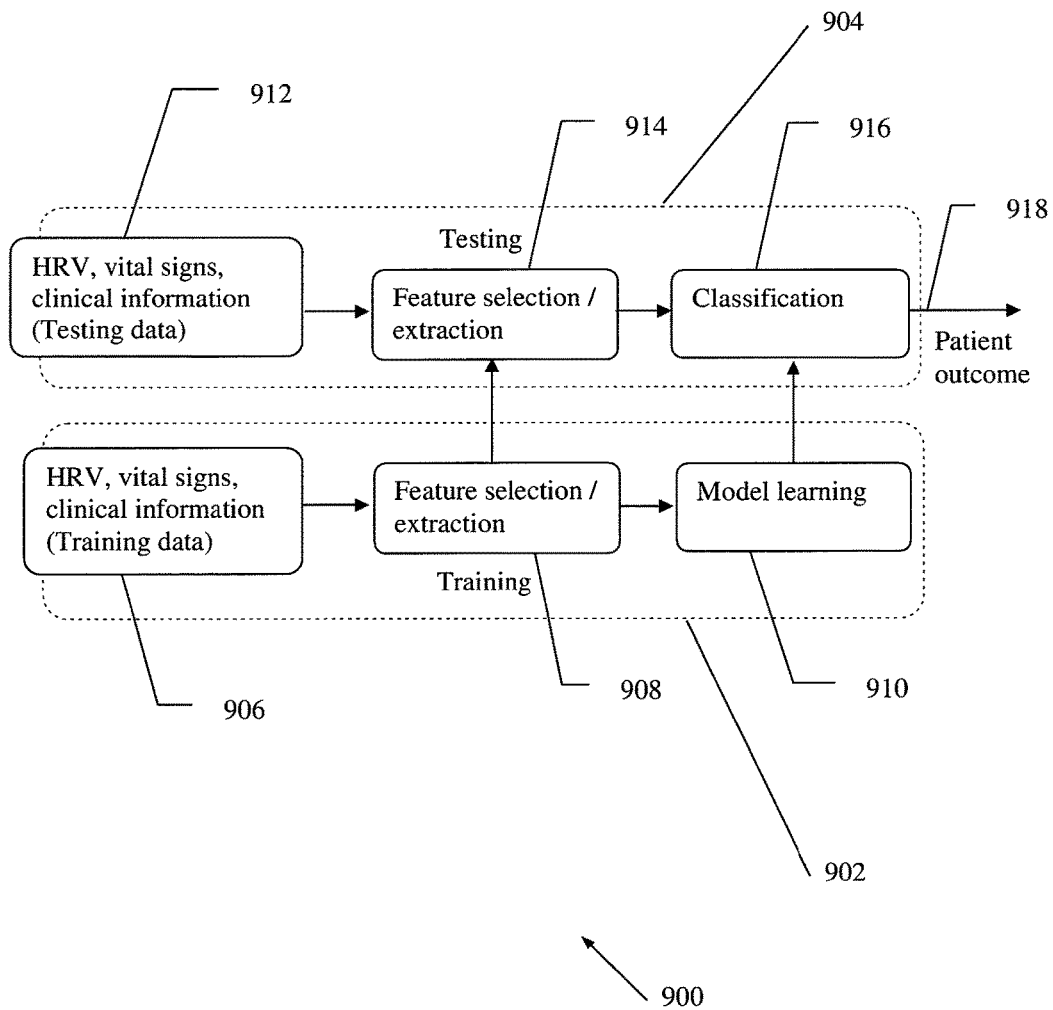 904
912
914
916
918
Testing
HRV, vital signs,
clinical information
(Testing data)
Feature selection /
extraction
Classification
Patient
outcome
HRV, vital signs,
clinical information
(Training data)
Feature selection /
extraction
Model learning
Training
906
908
910
902
900